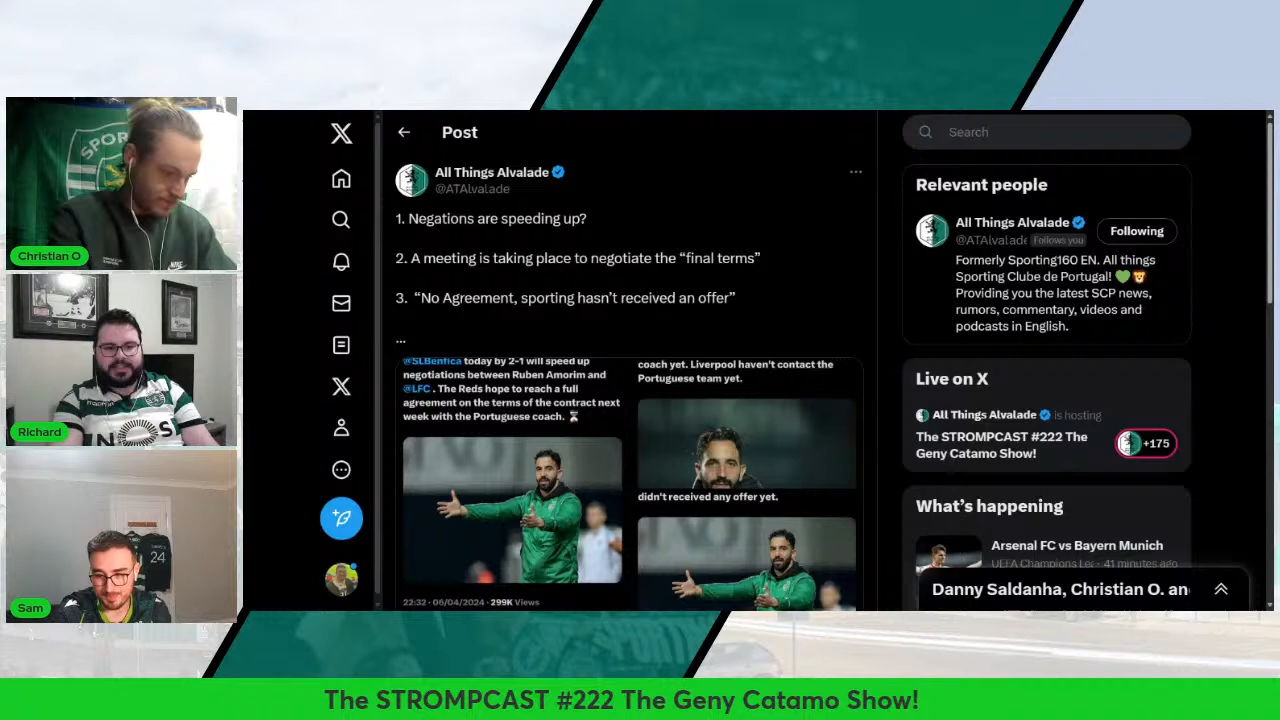 SPOR
Christian O
Richard
NOS
24
Sam
Post
All Things Alvalade
@ATAlvalade
1. Negations are speeding up?
2. A meeting is taking place to negotiate the “final terms”
3. “No Agreement, sporting hasn’t received an offer”
...
@SLBenfica today by 2-1 will speed up
negotiations between Ruben Amorim and
@LFC . The Reds hope to reach a full
agreement on the terms of the contract next
week with the Portuguese coach. ⏳
22:32 · 06/04/2024 · 299K Views
coach yet. Liverpool haven't contact the
Portuguese team yet.
didn't received any offer yet.
Search
Relevant people
All Things Alvalade
@ATAlvalade Follows you
Following
Formerly Sporting160 EN. All things
Sporting Clube de Portugal! 💚🦁
Providing you the latest SCP news,
rumors, commentary, videos and
podcasts in English.
Live on X
All Things Alvalade is hosting
The STROMPCAST #222 The
Geny Catamo Show!
+175
What’s happening
Arsenal FC vs Bayern Munich
UEFA Champions Le · 41 minutes ago
Danny Saldanha, Christian O. an
The STROMPCAST #222 The Geny Catamo Show!